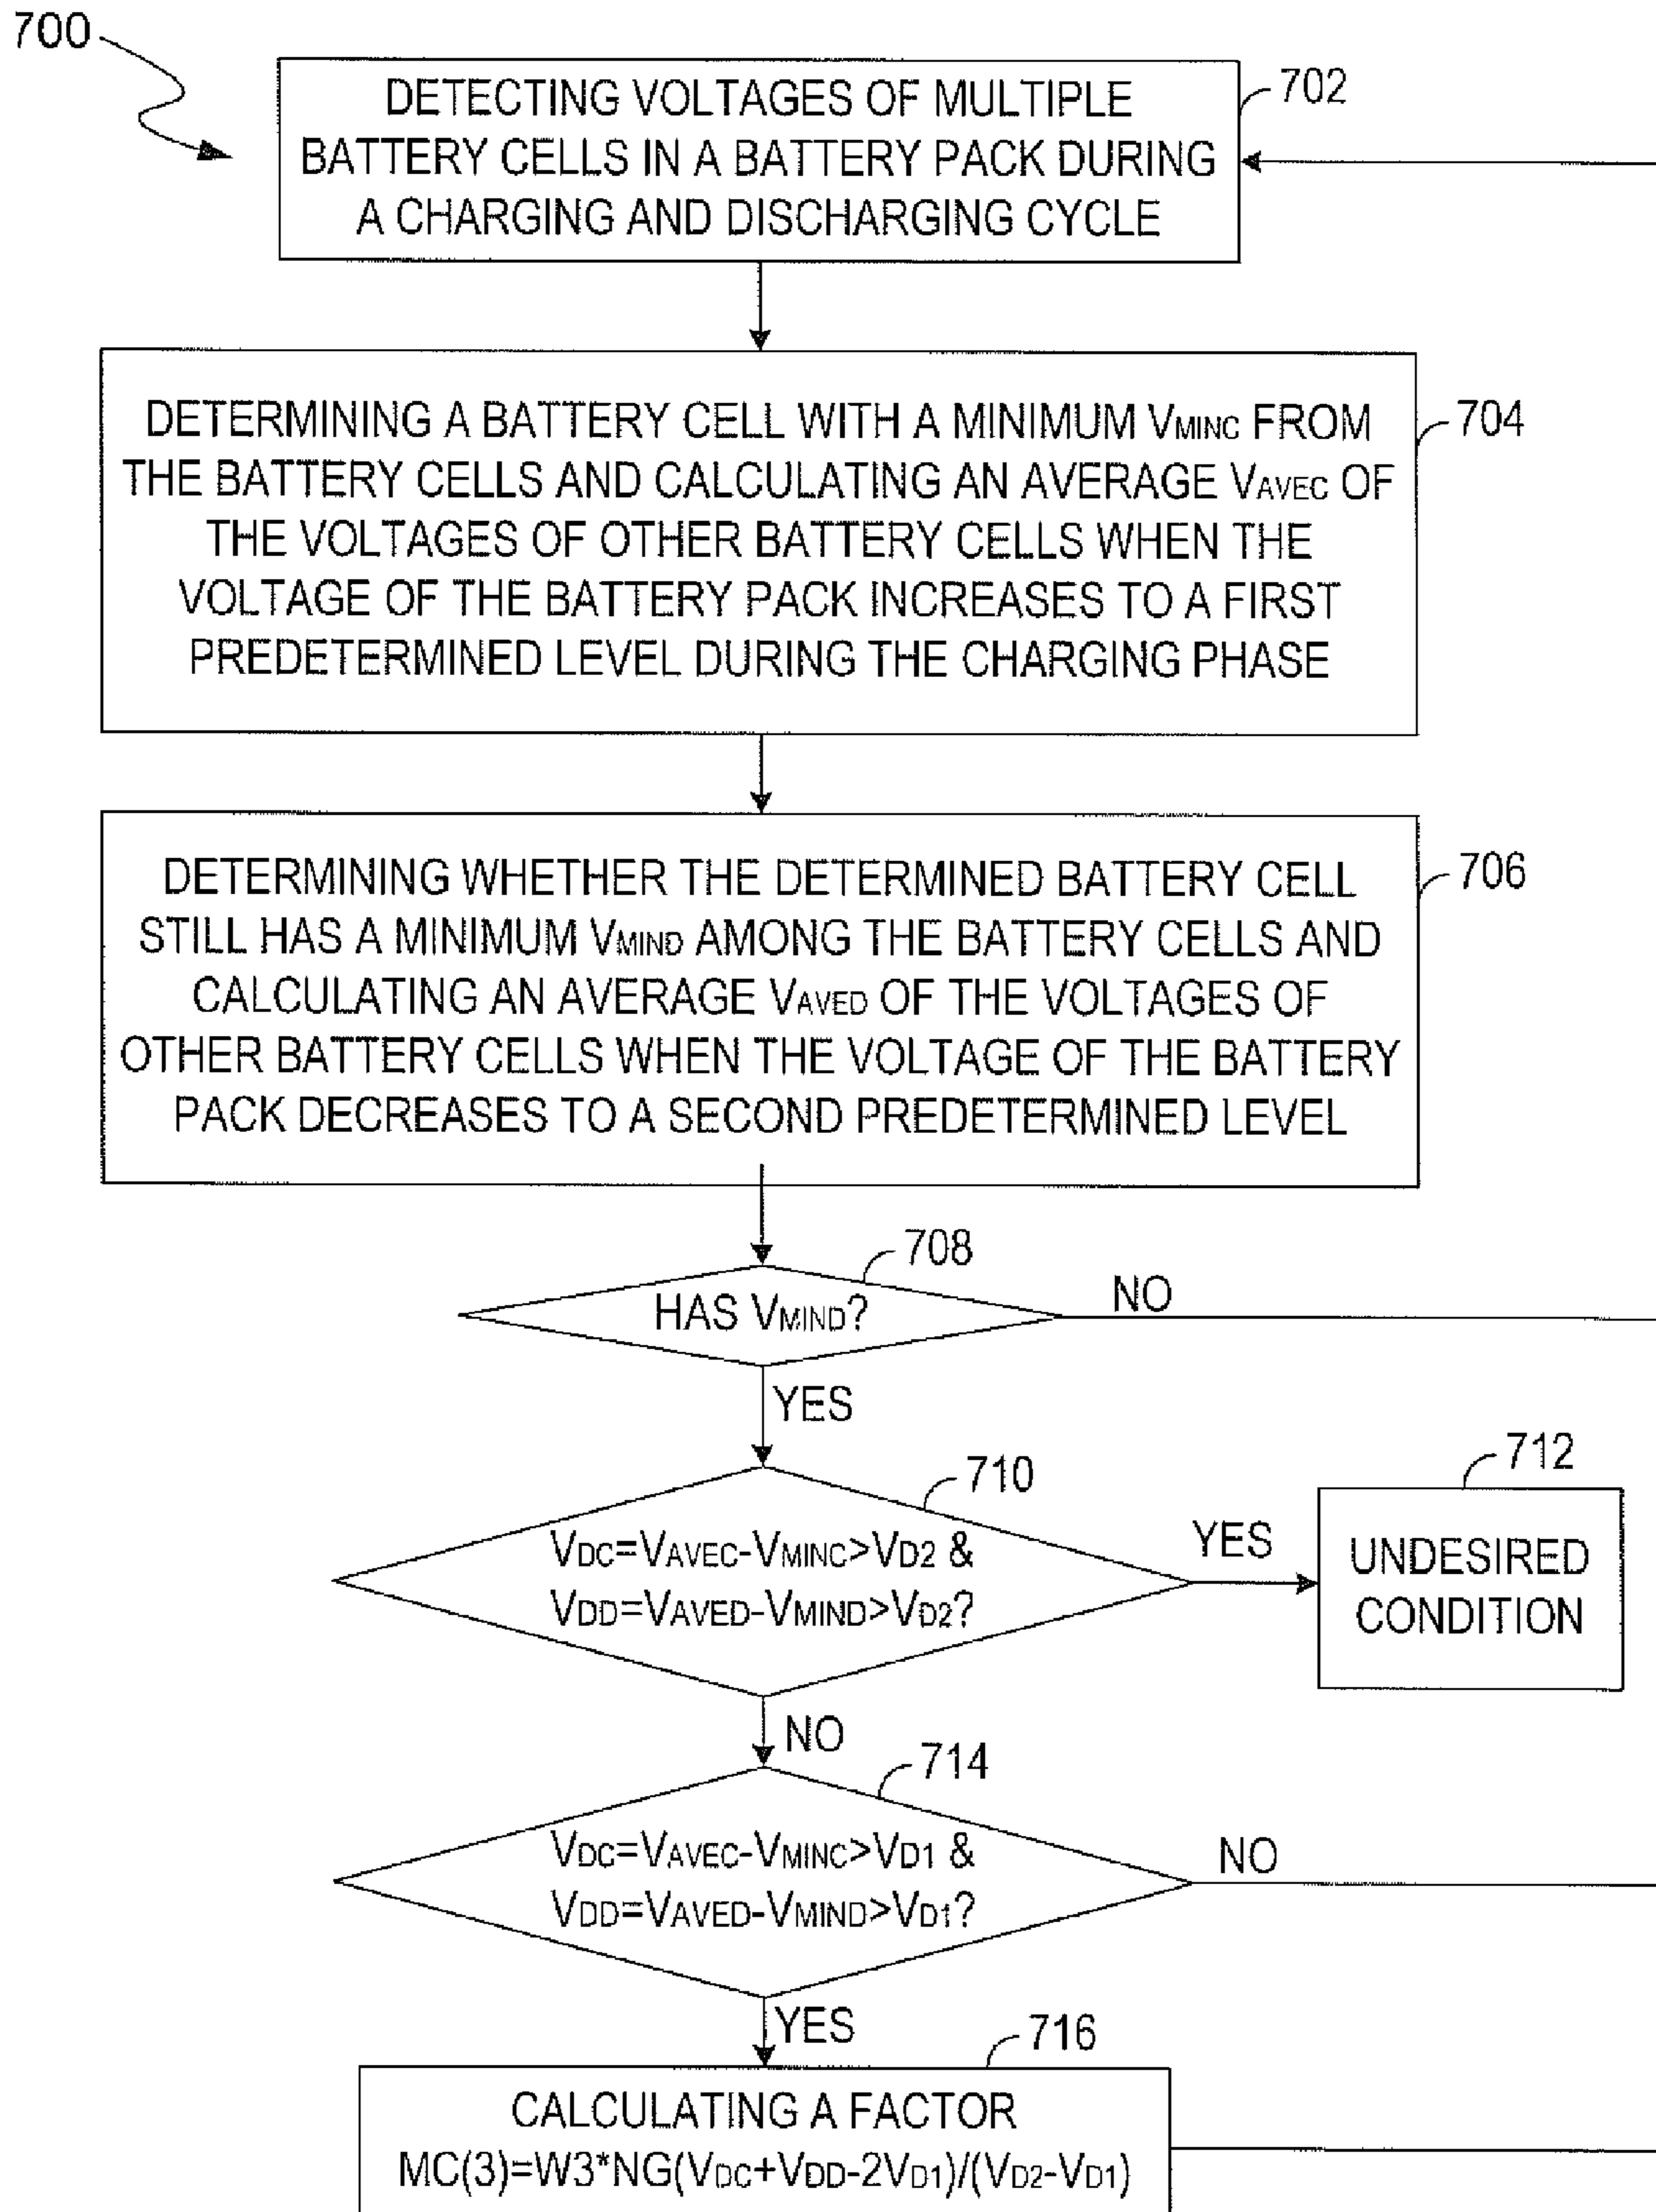 700
DETECTING VOLTAGES OF MULTIPLE
BATTERY CELLS IN A BATTERY PACK DURING
A CHARGING AND DISCHARGING CYCLE
702
DETERMINING A BATTERY CELL WITH A MINIMUM VMINC FROM
THE BATTERY CELLS AND CALCULATING AN AVERAGE VAVEC OF
THE VOLTAGES OF OTHER BATTERY CELLS WHEN THE
VOLTAGE OF THE BATTERY PACK INCREASES TO A FIRST
PREDETERMINED LEVEL DURING THE CHARGING PHASE
704
DETERMINING WHETHER THE DETERMINED BATTERY CELL
STILL HAS A MINIMUM VMIND AMONG THE BATTERY CELLS AND
CALCULATING AN AVERAGE VAVED OF THE VOLTAGES OF
OTHER BATTERY CELLS WHEN THE VOLTAGE OF THE BATTERY
PACK DECREASES TO A SECOND PREDETERMINED LEVEL
706
708
HAS VMIND?
NO
YES
710
VDC=VAVEC-VMINC>VD2 &
VDD=VAVED-VMIND>VD2?
YES
712
UNDESIRED
CONDITION
NO
714
VDC=VAVEC-VMINC>VD1 &
VDD=VAVED-VMIND>VD1?
NO
YES
716
CALCULATING A FACTOR
MC(3)=W3*NG(VDC+VDD-2VD1)/(VD2-VD1)